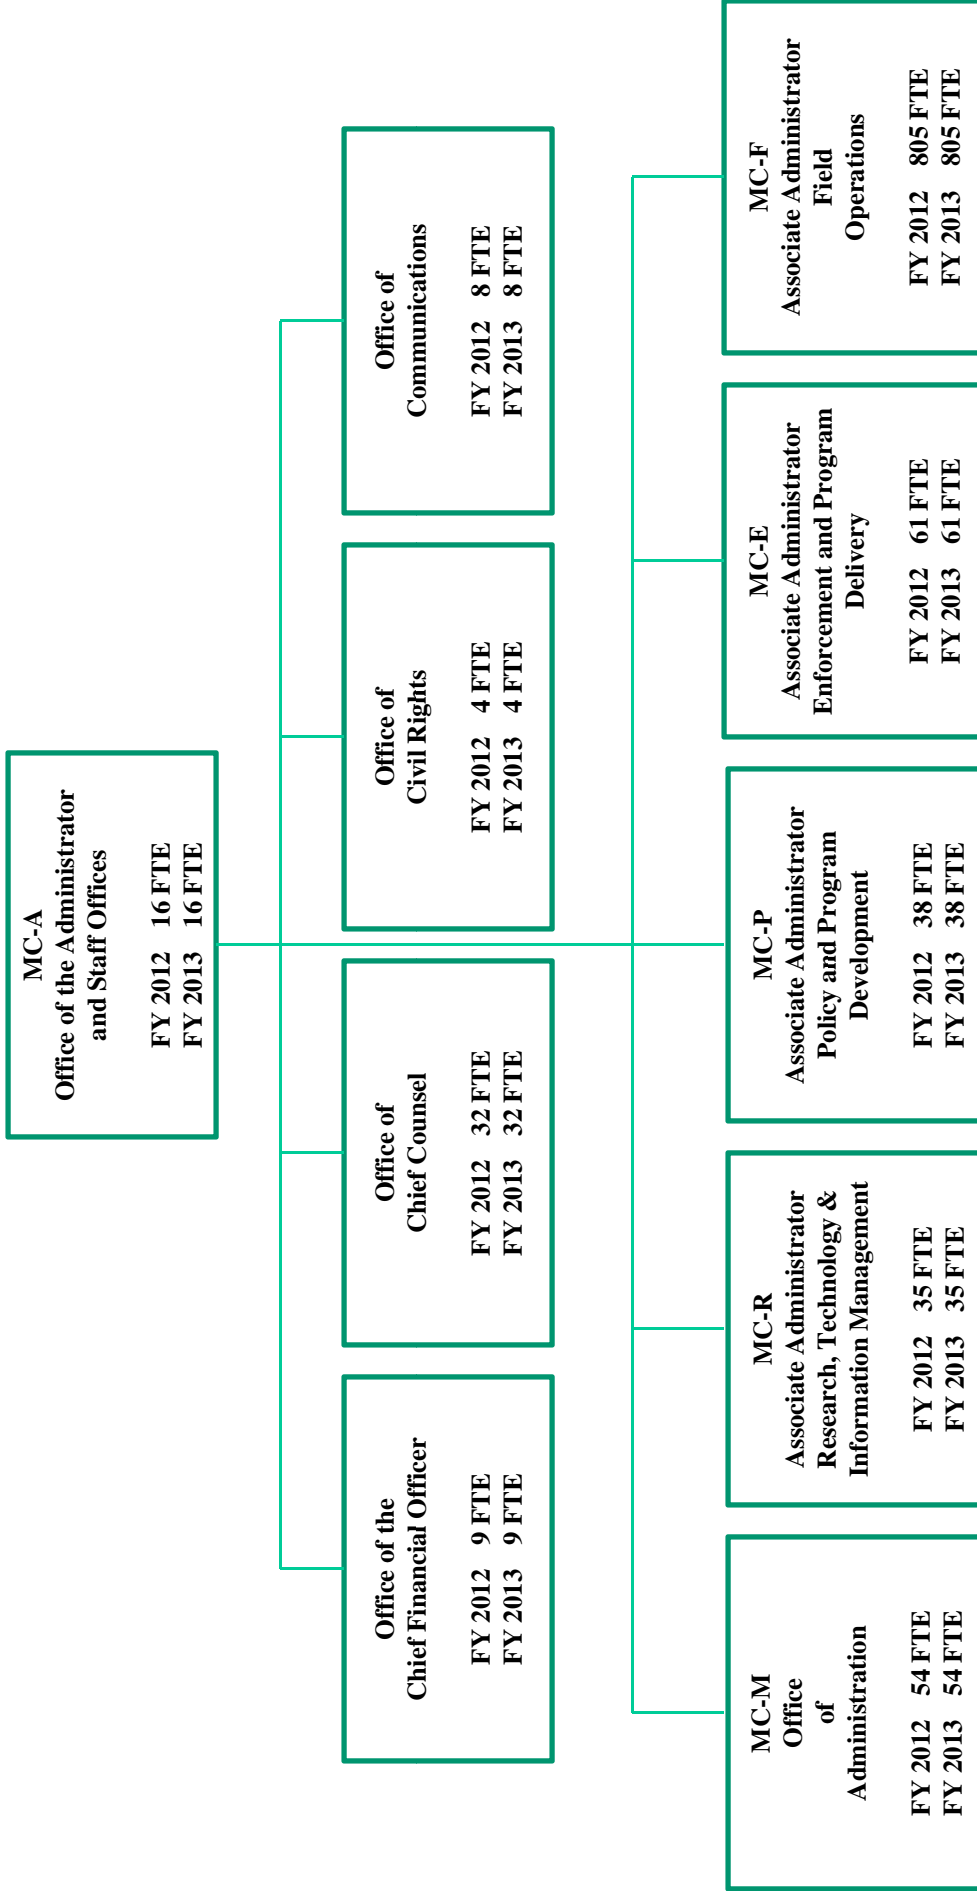 MC-A
Office of the Administrator
and Staff Offices
FY 2012 16 FTE
FY 2013 16 FTE
Office of the
Chief Financial Officer
FY 2012 9 FTE
FY 2013 9 FTE
Office of
Chief Counsel
FY 2012 32 FTE
FY 2013 32 FTE
Office of
Civil Rights
FY 2012 4 FTE
FY 2013 4 FTE
Office of
Communications
FY 2012 8 FTE
FY 2013 8 FTE
MC-M
Office
of
Administration
FY 2012 54 FTE
FY 2013 54 FTE
MC-R
Associate Administrator
Research, Technology &
Information Management
FY 2012 35 FTE
FY 2013 35 FTE
MC-P
Associate Administrator
Policy and Program
Development
FY 2012 38 FTE
FY 2013 38 FTE
MC-E
Associate Administrator
Enforcement and Program
Delivery
FY 2012 61 FTE
FY 2013 61 FTE
MC-F
Associate Administrator
Field
Operations
FY 2012 805 FTE
FY 2013 805 FTE